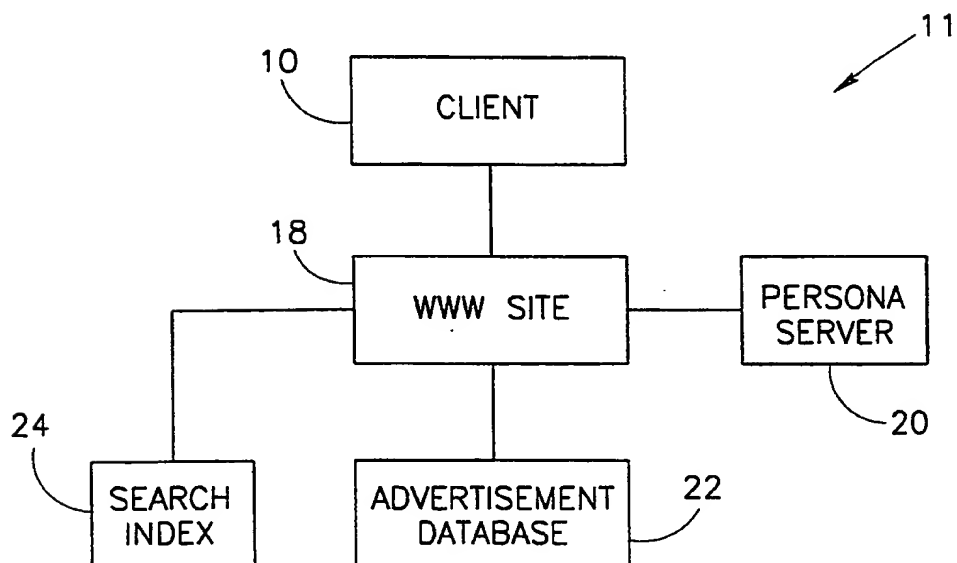 11
10
CLIENT
18
WWW SITE
PERSONA
SERVER
20
24
SEARCH
INDEX
ADVERTISEMENT
DATABASE
22